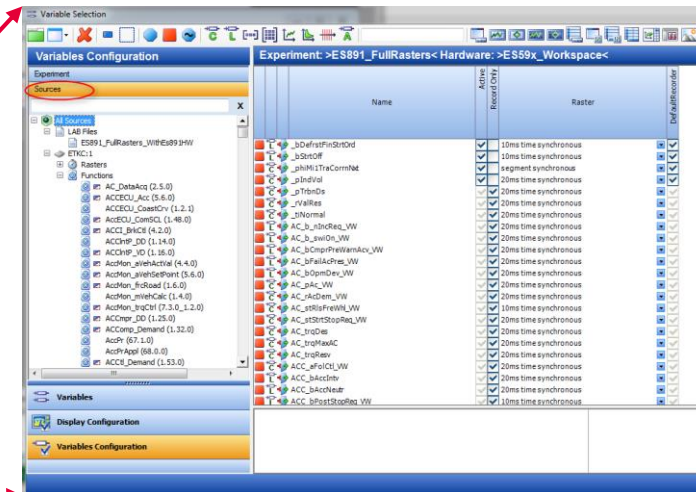 Variable Selection
Variables Configuration
Experiment: >ES891_FullRasters< Hardware: >ES59x_Workspace<
Experiment
Sources
X
All Sources
LAB Files
ES891_FullRasters_WithEs891HW
ETKC:1
Rasters
Functions
AC_DataAcq (2.5.0)
ACCECU_Acc (5.6.0)
ACCECU_CoastCrv (1.2.1)
AccECU_ComSCL (1.48.0)
ACCI_BrkCtl (4.2.0)
ACCIntP_DD (1.14.0)
ACCIntP_VD (1.16.0)
AccMon_aVehActVal (4.4.0)
AccMon_aVehSetPoint (5.6.0)
AccMon_frcRoad (1.6.0)
AccMon_mVehCalc (1.4.0)
AccMon_trqCtrl (7.3.0_1.2.0)
ACCmpr_DD (1.25.0)
ACComp_Demand (1.32.0)
AccPr (67.1.0)
AccPrAppl (68.0.0)
ACCtl_Demand (1.53.0)
Variables
Display Configuration
Variables Configuration
Name
Active
Record Only
Raster
DefaultRecorder
_bDefrstFinStrtOrd 10ms time synchronous
_bStrtOff 10ms time synchronous
_phiMi1TraCorrnNxt segment synchronous
_pIndVol 20ms time synchronous
_pTrbnDs 20ms time synchronous
_rValRes 20ms time synchronous
_tiNormal 20ms time synchronous
AC_b_nIncReq_VW 20ms time synchronous
AC_b_swiOn_VW 20ms time synchronous
AC_bCmprPreWarnAcv_VW 20ms time synchronous
AC_bFailAcPres_VW 20ms time synchronous
AC_bOpmDev_VW 20ms time synchronous
AC_pAc_VW 20ms time synchronous
AC_rAcDem_VW 20ms time synchronous
AC_stRlsFreWhl_VW 10ms time synchronous
AC_stStrtStopReq_VW 20ms time synchronous
AC_trqDes 20ms time synchronous
AC_trqMaxAC 20ms time synchronous
AC_trqResv 20ms time synchronous
ACC_aFolCtl_VW 20ms time synchronous
ACC_bAccIntv 20ms time synchronous
ACC_bAccNeutr 20ms time synchronous
ACC_bPostStopReq_VW 20ms time synchronous